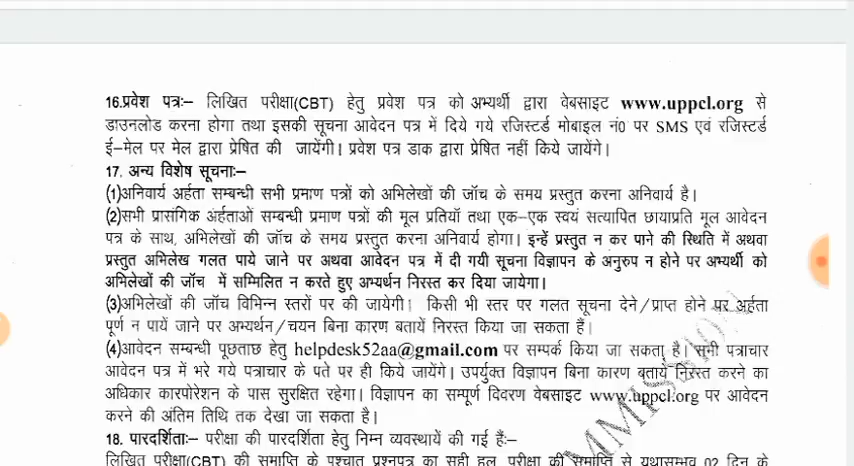 16.प्रवेश पत्रः– लिखित परीक्षा(CBT) हेतु प्रवेश पत्र को अभ्यर्थी द्वारा वेबसाइट www.uppcl.org से
डाउनलोड करना होगा तथा इसकी सूचना आवेदन पत्र में दिये गये रजिस्टर्ड मोबाइल नं0 पर SMS एवं रजिस्टर्ड
ई–मेल पर मेल द्वारा प्रेषित की जायेंगी। प्रवेश पत्र डाक द्वारा प्रेषित नहीं किये जायेंगे।
17. अन्य विशेष सूचनाः–
(1)अनिवार्य अर्हता सम्बन्धी सभी प्रमाण पत्रों को अभिलेखों की जॉच के समय प्रस्तुत करना अनिवार्य है।
(2)सभी प्रासंगिक अंर्हताओं सम्बन्धी प्रमाण पत्रों की मूल प्रतियॉ तथा एक–एक स्वयं सत्यापित छायाप्रति मूल आवेदन
पत्र के साथ, अभिलेखों की जॉच के समय प्रस्तुत करना अनिवार्य होगा। इन्हें प्रस्तुत न कर पाने की स्थिति में अथवा
प्रस्तुत अभिलेख गलत पाये जाने पर अथवा आवेदन पत्र में दी गयी सूचना विज्ञापन के अनुरुप न होने पर अभ्यर्थी को
अभिलेखों की जॉच में सम्मिलित न करते हुए अभ्यर्थन निरस्त कर दिया जायेगा।
(3)अभिलेखों की जॉच विभिन्न स्तरों पर की जायेगी। किसी भी स्तर पर गलत सूचना देने/प्राप्त होने पर अर्हता
पूर्ण न पायें जाने पर अभ्यर्थन/चयन बिना कारण बतायें निरस्त किया जा सकता हैं।
(4)आवेदन सम्बन्धी पूछताछ हेतु helpdesk52aa@gmail.com पर सम्पर्क किया जा सकता है। सभी पत्राचार
आवेदन पत्र में भरे गये पत्राचार के पते पर ही किये जायेंगे। उपर्युक्त विज्ञापन बिना कारण बतायें निरस्त करने का
अधिकार कारपोरेशन के पास सुरक्षित रहेगा। विज्ञापन का सम्पूर्ण विवरण वेबसाइट www.uppcl.org पर आवेदन
करने की अंतिम तिथि तक देखा जा सकता है।
18. पारदर्शिताः– परीक्षा की पारदर्शिता हेतु निम्न व्यवस्थायें की गई हैंः–
लिखित परीक्षा(CBT) की समाप्ति के पश्चात प्रश्नपत्र का सही हल परीक्षा की समाप्ति से यथासम्भव 02 दिन के